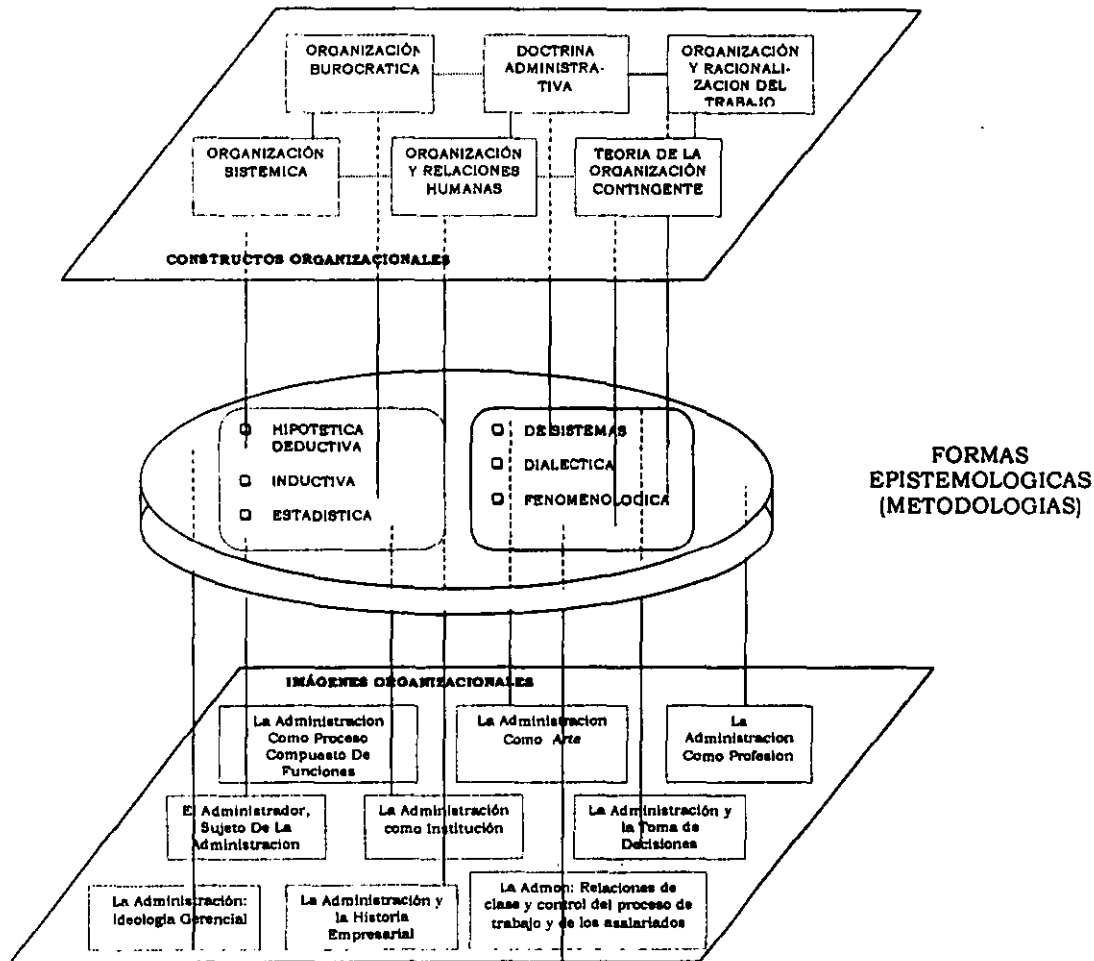 ORGANIZACIÓN
BUROCRATICA
DOCTRINA
ADMINISTRA-
TIVA
ORGANIZACIÓN
Y RACIONALI-
ZACION DEL
TRABAJO
ORGANIZACIÓN
SISTEMICA
ORGANIZACIÓN
Y RELACIONES
HUMANAS
TEORIA DE LA
ORGANIZACIÓN
CONTINGENTE
CONSTRUCTOS ORGANIZACIONALES
HIPOTETICA
DEDUCTIVA
INDUCTIVA
ESTADISTICA
DE SISTEMAS
DIALECTICA
FENOMENOLOGICA
FORMAS
EPISTEMOLOGICAS
(METODOLOGIAS)
IMÁGENES ORGANIZACIONALES
La Administracion
Como Proceso
Compuesto De
Funciones
La Administracion
Como Arte
La
Administracion
Como Profesion
El Administrador,
Sujeto De La
Administracion
La Administración
como Institución
La Administración y
la Toma de
Decisiones
La Administración:
Ideologia Gerencial
La Administración y
la Historia
Empresarial
La Admon: Relaciones de
clase y control del proceso de
trabajo y de los asalariados